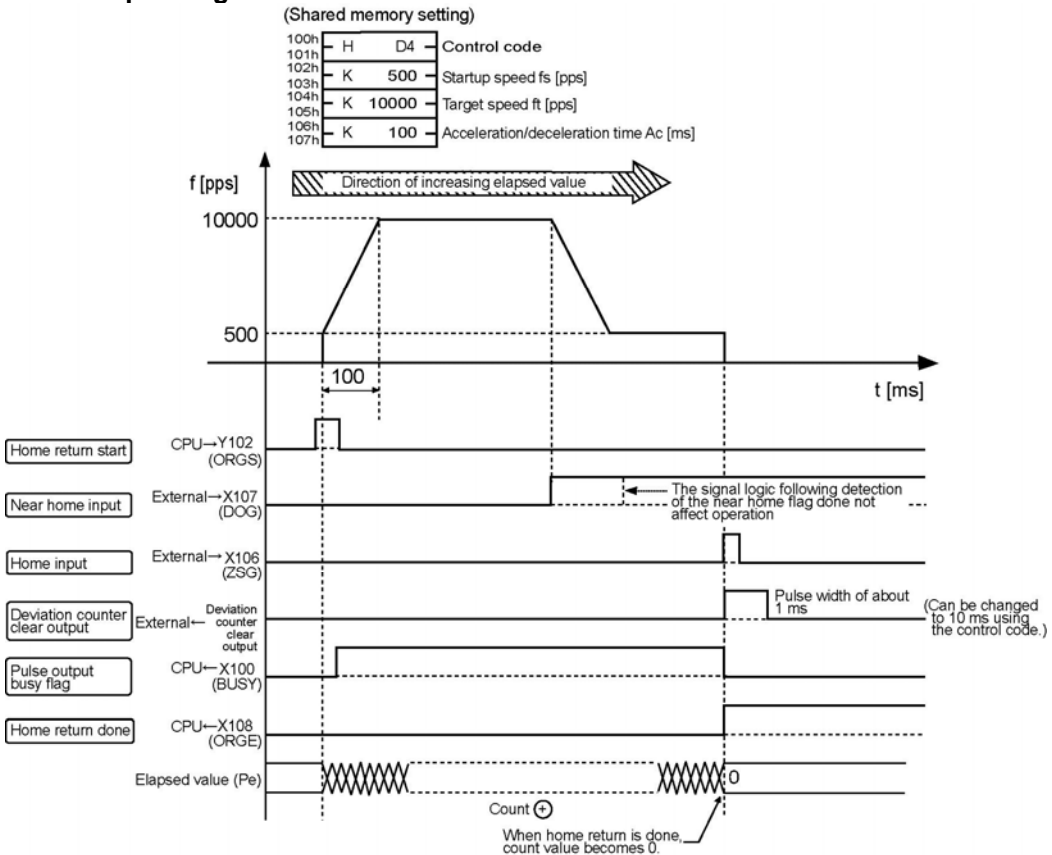 (Shared memory setting)
100h
101h
H D4 Control code
102h
103h
K 500 Startup speed fs [pps]
104h
105h
K 10000 Target speed ft [pps]
106h
107h
K 100 Acceleration/deceleration time Ac [ms]
f [pps]
Direction of increasing elapsed value
10000
500
100
t [ms]
Home return start
CPU→Y102
(ORGS)
Near home input
External→X107
(DOG)
The signal logic following detection
of the near home flag done not
affect operation
Home input
External→X106
(ZSG)
Deviation counter
clear output
External←
Deviation
counter
clear
output
Pulse width of about
1 ms
(Can be changed
to 10 ms using
the control code.)
Pulse output
busy flag
CPU←X100
(BUSY)
Home return done
CPU←X108
(ORGE)
Elapsed value (Pe)
0
Count +
When home return is done,
count value becomes 0.